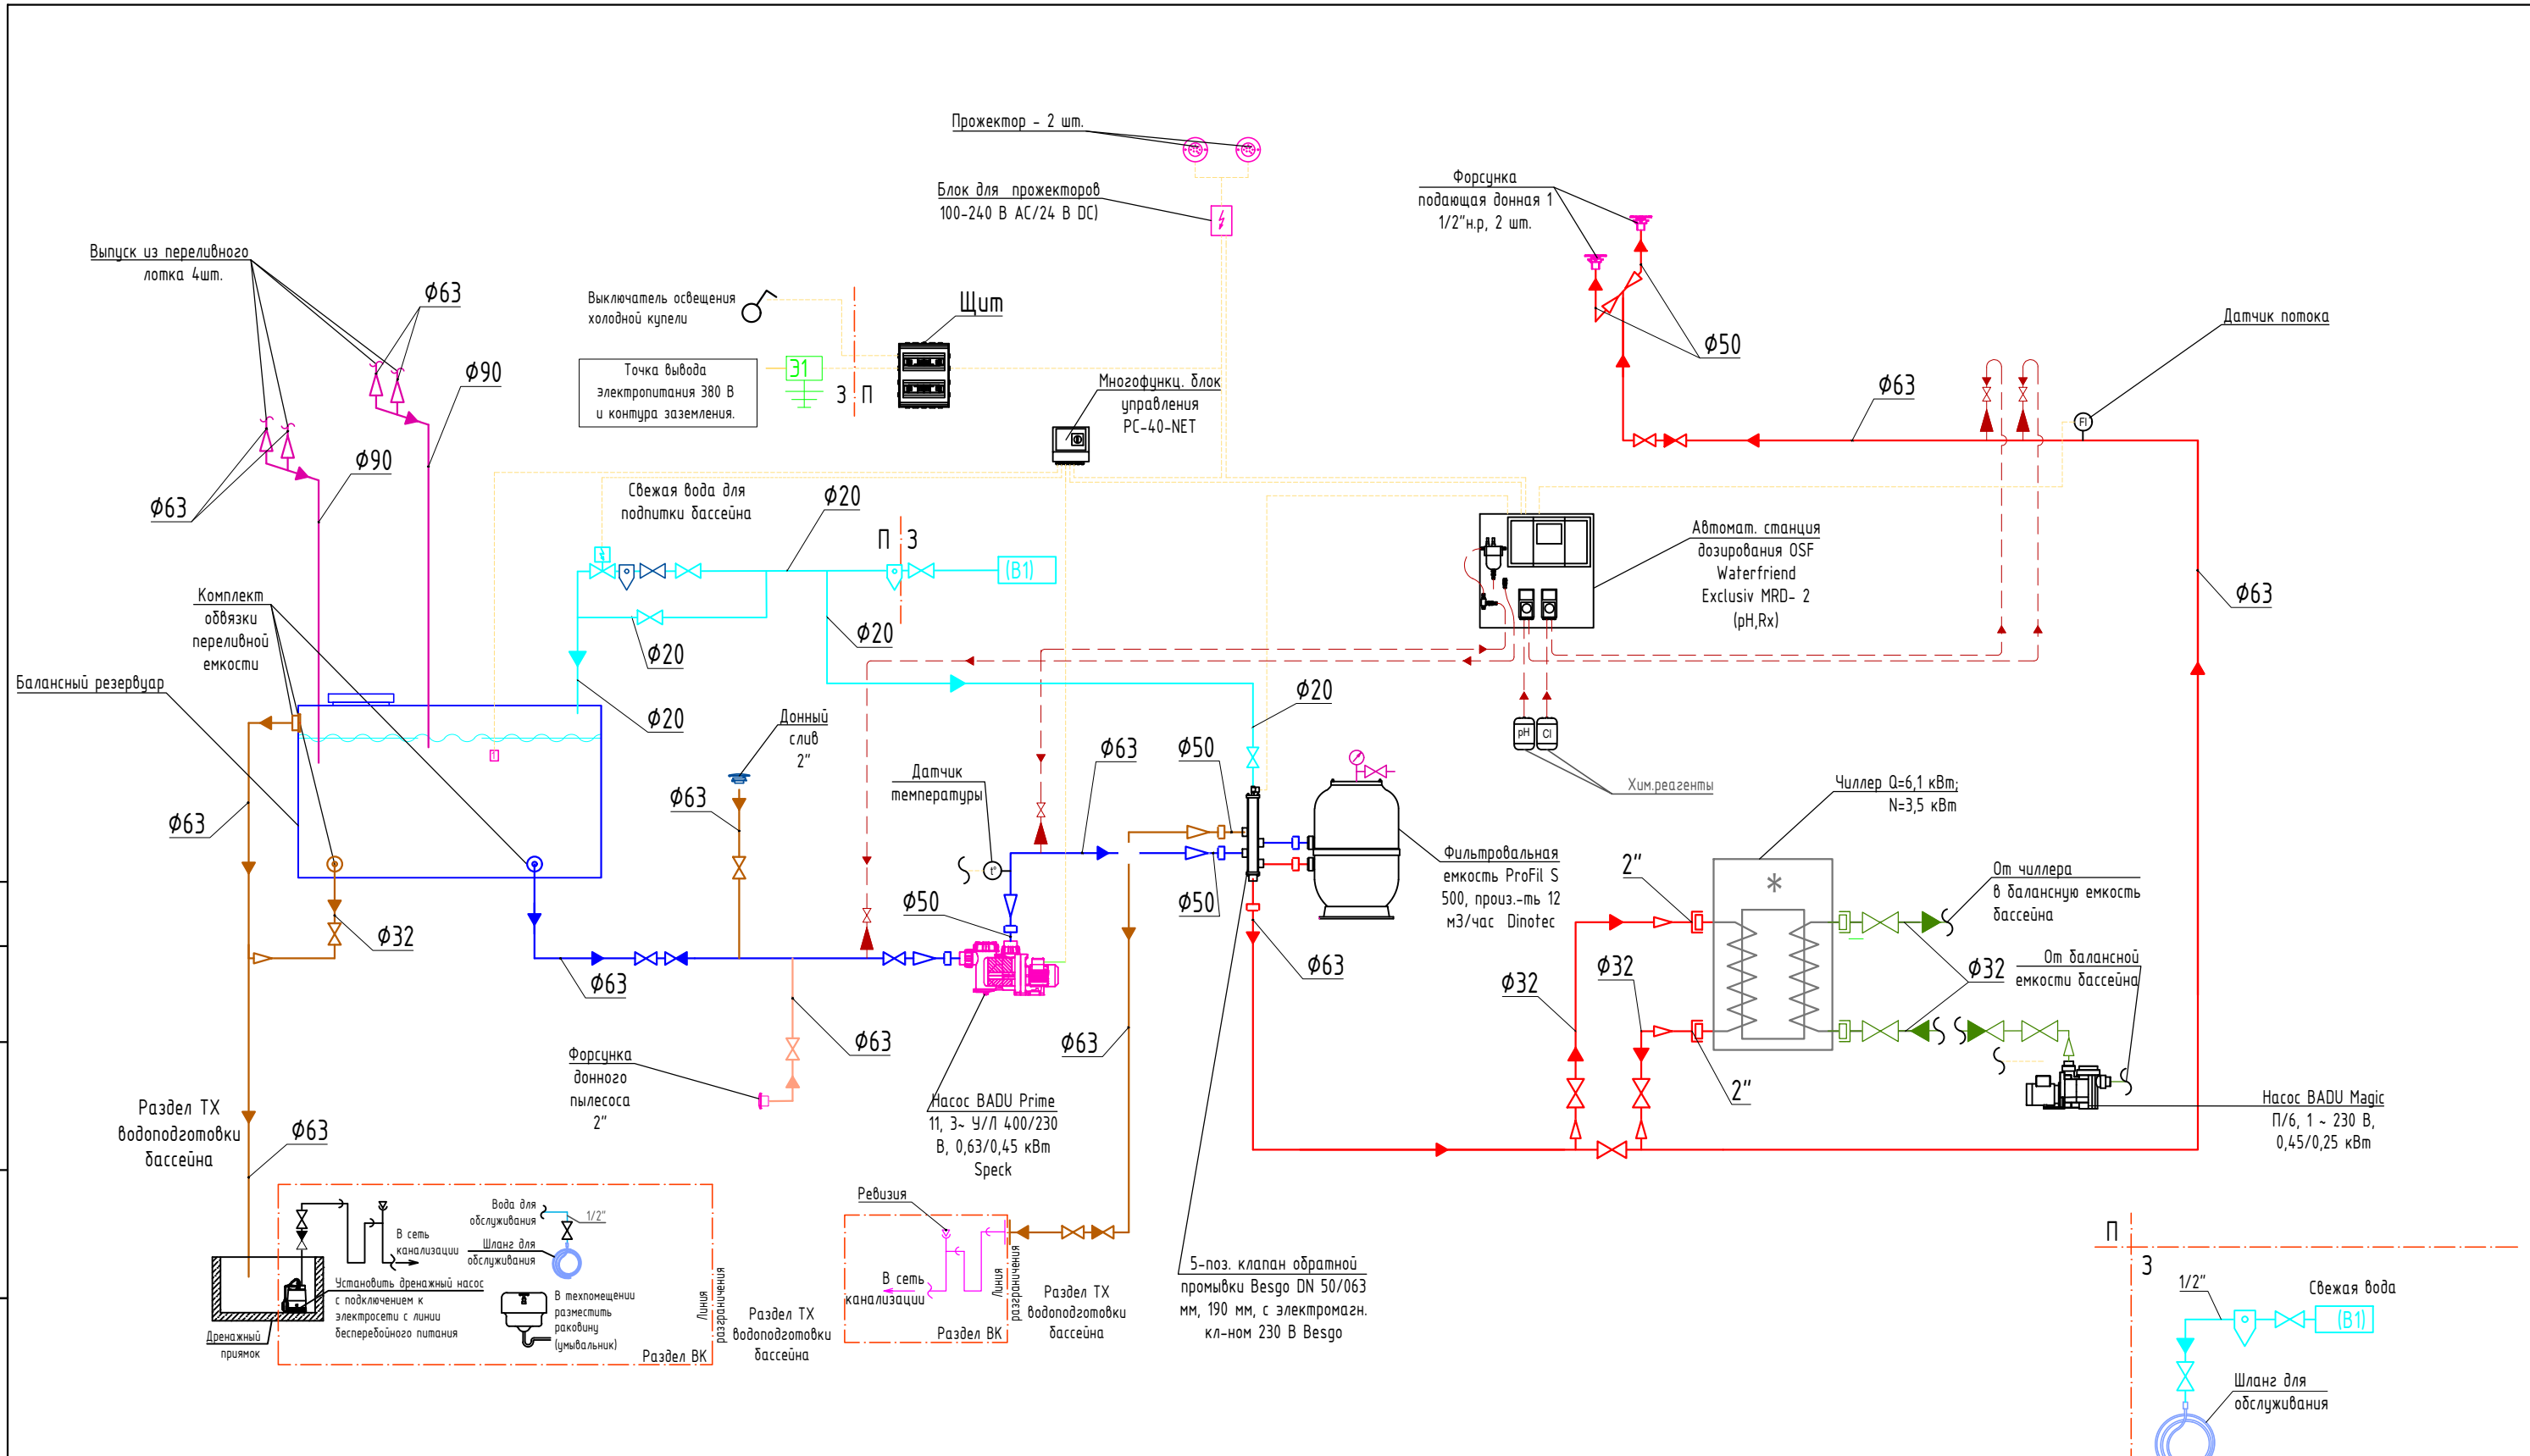 Прожектор - 2 шт.
Блок для прожекторов
100-240 В AC/24 В DC)
Форсунка
подающая донная 1
1/2"н.р, 2 шт.
Ф50
Датчик потока
FI
Ф63
Ф63
Выпуск из переливного
лотка 4шт.
Ф63
Ф90
Ф90
Ф63
Выключатель освещения
холодной купели
Щит
Точка вывода
электропитания 380 В
и контура заземления.
Э1
З
П
Многофункц. блок
управления
PC-40-NET
Свежая вода для
подпитки бассейна
Ф20
П
З
(В1)
Ф20
Ф20
Ф20
Ф20
Автомат. станция
дозирования OSF
Waterfriend
Exclusiv MRD- 2
(pH,Rx)
pH
Cl
Хим.реагенты
Комплект
обвязки
переливной
емкости
Балансный резервуар
Ф63
Ф32
Ф63
Донный
слив
2"
Ф63
Датчик
температуры
t°
Ф63
Ф50
Ф50
Ф50
Ф63
Фильтровальная
емкость ProFil S
500, произ.-ть 12
м3/час Dinotec
Чиллер Q=6,1 кВт;
N=3,5 кВт
2"
2"
Ф32
Ф32
Ф32
От чиллера
в балансную емкость
бассейна
От балансной
емкости бассейна
Насос BADU Magic
П/6, 1 ~ 230 В,
0,45/0,25 кВт
Форсунка
донного
пылесоса
2"
Ф63
Насос BADU Prime
11, 3~ У/Л 400/230
В, 0,63/0,45 кВт
Speck
Ф63
5-поз. клапан обратной
промывки Besgo DN 50/063
мм, 190 мм, с электромагн.
кл-ном 230 В Besgo
Раздел ТХ
водоподготовки
бассейна
Ф63
В сеть
канализации
Вода для
обслуживания
1/2"
Шланг для
обслуживания
Установить дренажный насос
с подключением к
электросети с линии
бесперебойного питания
В техпомещении
разместить
раковину
(умывальник)
Дренажный
приямок
Линия
разграничения
Раздел ВК
Раздел ТХ
водоподготовки
бассейна
Ревизия
В сеть
канализации
Линия
разграничения
Раздел ВК
Раздел ТХ
водоподготовки
бассейна
П
З
1/2"
Свежая вода
(В1)
Шланг для
обслуживания